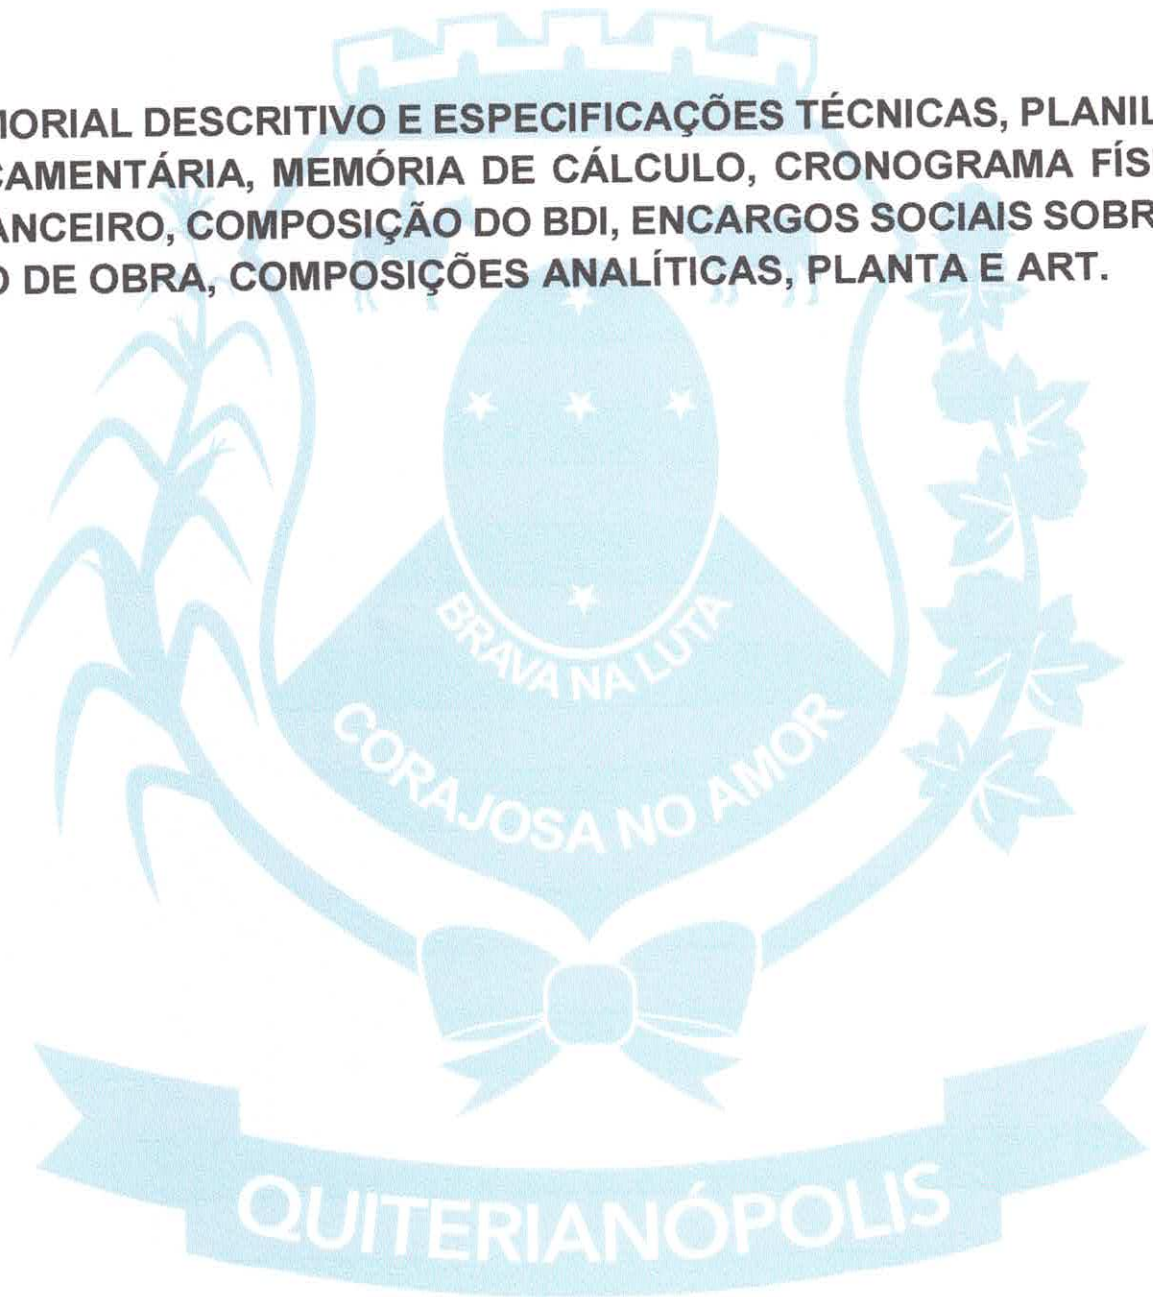 MORIAL DESCRITIVO E ESPECIFICAÇÕES TÉCNICAS, PLANIL
ÇAMENTÁRIA, MEMÓRIA DE CÁLCULO, CRONOGRAMA FÍS
ANCEIRO, COMPOSIÇÃO DO BDI, ENCARGOS SOCIAIS SOBR
O DE OBRA, COMPOSIÇÕES ANALÍTICAS, PLANTA E ART.
BRAVA NA LUTA
CORAJOSA NO AMOR
QUITERIANÓPOLIS